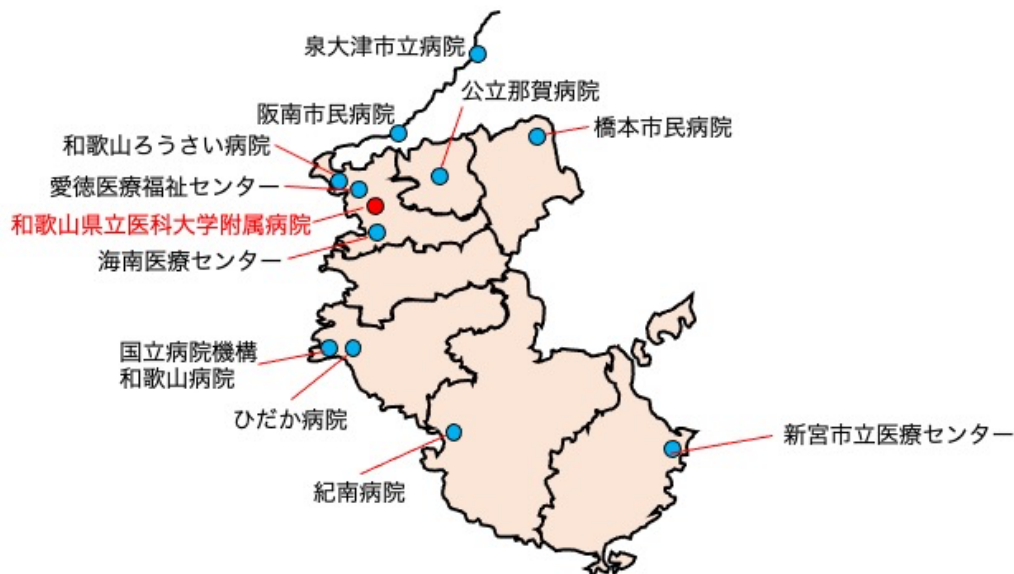 泉大津市立病院
公立那賀病院
阪南市民病院
橋本市民病院
和歌山ろうさい病院
愛徳医療福祉センター
和歌山県立医科大学附属病院
海南医療センター
国立病院機構
和歌山病院
ひだか病院
新宮市立医療センター
紀南病院